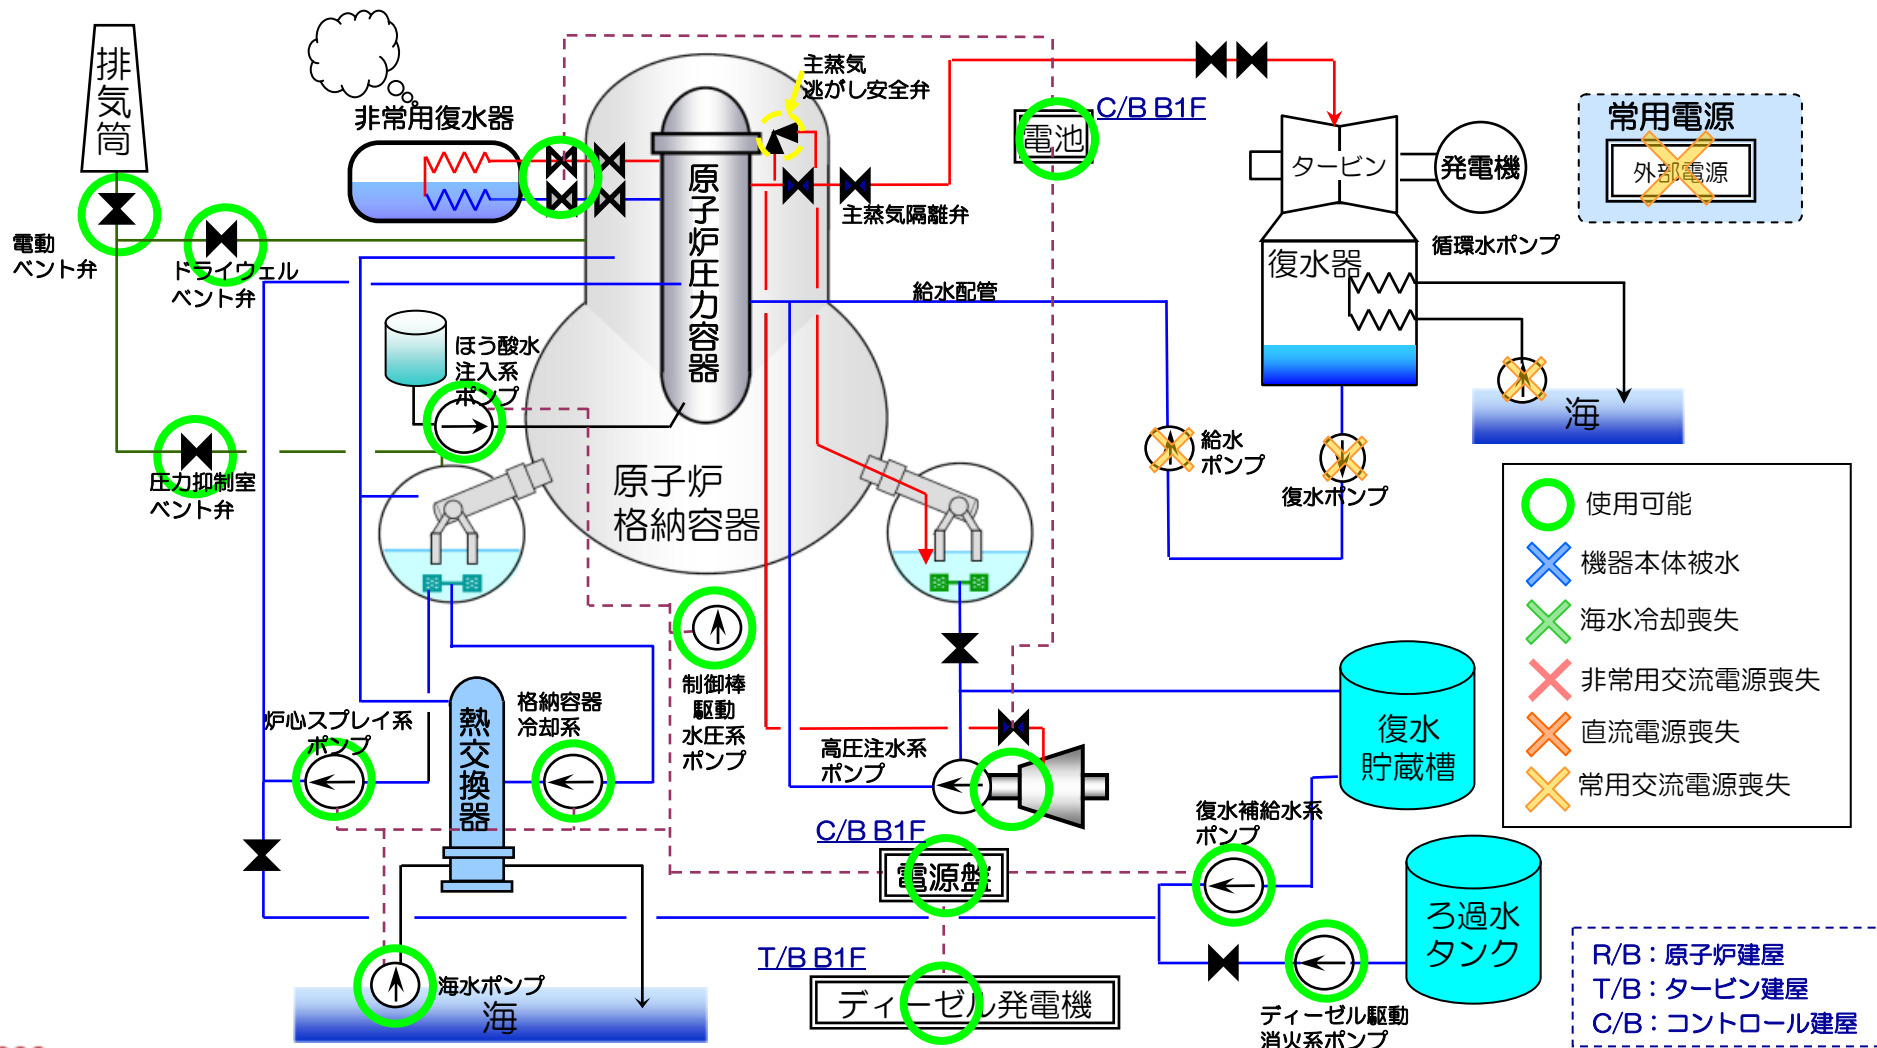 排気筒
非常用復水器
主蒸気
逃がし安全弁
C/B B1F
電池
常用電源
外部電源
タービン
発電機
原子炉圧力容器
主蒸気隔離弁
電動
ベント弁
ドライウェル
ベント弁
循環水ポンプ
復水器
給水配管
ほう酸水
注入系
ポンプ
海
給水
ポンプ
復水ポンプ
原子炉
格納容器
圧力抑制室
ベント弁
使用可能
機器本体被水
海水冷却喪失
非常用交流電源喪失
直流電源喪失
常用交流電源喪失
制御棒
駆動
水圧系
ポンプ
炉心スプレイ系
ポンプ
熱交換器
格納容器
冷却系
高圧注水系
ポンプ
復水
貯蔵槽
復水補給水系
ポンプ
C/B B1F
電源盤
ろ過水
タンク
T/B B1F
ディーゼル発電機
海水ポンプ
海
ディーゼル駆動
消火系ポンプ
R/B：原子炉建屋
T/B：タービン建屋
C/B：コントロール建屋